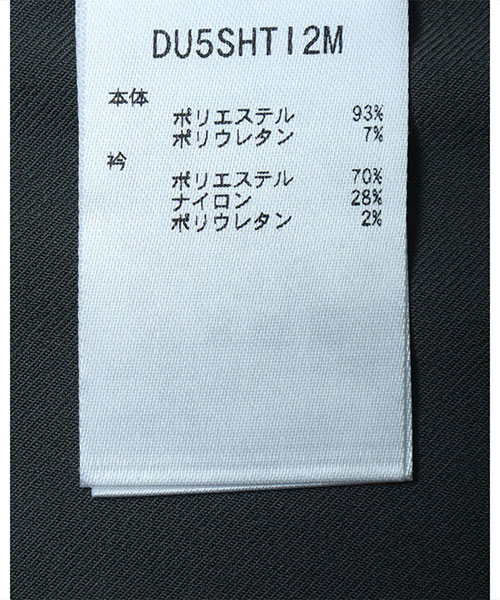 DU5SHT12M
本体
ポリエステル 93%
ポリウレタン 7%
衿
ポリエステル 70%
ナイロン 28%
ポリウレタン 2%